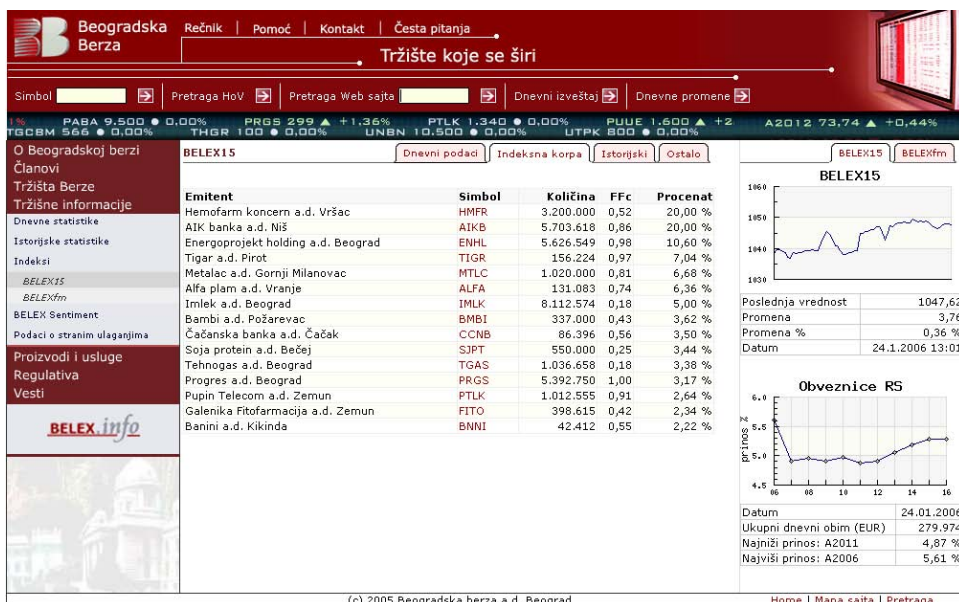 Beogradska
Berza
Rečnik | Pomoć | Kontakt | Česta pitanja
Tržište koje se širi
Simbol Pretraga HoV Pretraga Web sajta Dnevni izveštaj Dnevne promene
1% PABA 9.500 ● 0,00% PRGS 299 ▲ +1,36% PTLK 1.340 ● 0,00% PUUE 1.600 ▲ +2
TGCBM 566 ● 0,00% THGR 100 ● 0,00% UNBN 10.500 ● 0,00% UTPK 800 ● 0,00%
A2012 73,74 ▲ +0,44%
O Beogradskoj berzi
Članovi
Tržišta Berze
Tržišne informacije
Dnevne statistike
Istorijske statistike
Indeksi
BELEX15
BELEXfm
BELEX Sentiment
Podaci o stranim ulaganjima
Proizvodi i usluge
Regulativa
Vesti
BELEX.info
BELEX15 Dnevni podaci Indeksna korpa Istorijski Ostalo
Emitent Simbol Količina FFc Procenat
Hemofarm koncern a.d. Vršac HMFR 3.200.000 0,52 20,00 %
AIK banka a.d. Niš AIKB 5.703.618 0,86 20,00 %
Energoprojekt holding a.d. Beograd ENHL 5.626.549 0,98 10,60 %
Tigar a.d. Pirot TIGR 156.224 0,97 7,04 %
Metalac a.d. Gornji Milanovac MTLC 1.020.000 0,81 6,68 %
Alfa plam a.d. Vranje ALFA 131.083 0,74 6,36 %
Imlek a.d. Beograd IMLK 8.112.574 0,18 5,00 %
Bambi a.d. Požarevac BMBI 337.000 0,43 3,62 %
Čačanska banka a.d. Čačak CCNB 86.396 0,56 3,50 %
Soja protein a.d. Bečej SJPT 550.000 0,25 3,44 %
Tehnogas a.d. Beograd TGAS 1.036.658 0,18 3,38 %
Progres a.d. Beograd PRGS 5.392.750 1,00 3,17 %
Pupin Telecom a.d. Zemun PTLK 1.012.555 0,91 2,64 %
Galenika Fitofarmacija a.d. Zemun FITO 398.615 0,42 2,34 %
Banini a.d. Kikinda BNNI 42.412 0,55 2,22 %
BELEX15 BELEXfm
BELEX15
1060
1050
1040
1030
Poslednja vrednost 1047,62
Promena 3,76
Promena % 0,36 %
Datum 24.1.2006 13:01
Obveznice RS
prinos %
6.0
5.5
5.0
4.5
06 08 10 12 14 16
Datum 24.01.2006
Ukupni dnevni obim (EUR) 279.974
Najniži prinos: A2011 4,87 %
Najviši prinos: A2006 5,61 %
(c) 2005 Beogradska berza a.d. Beograd
Home | Mapa sajta | Pretraga